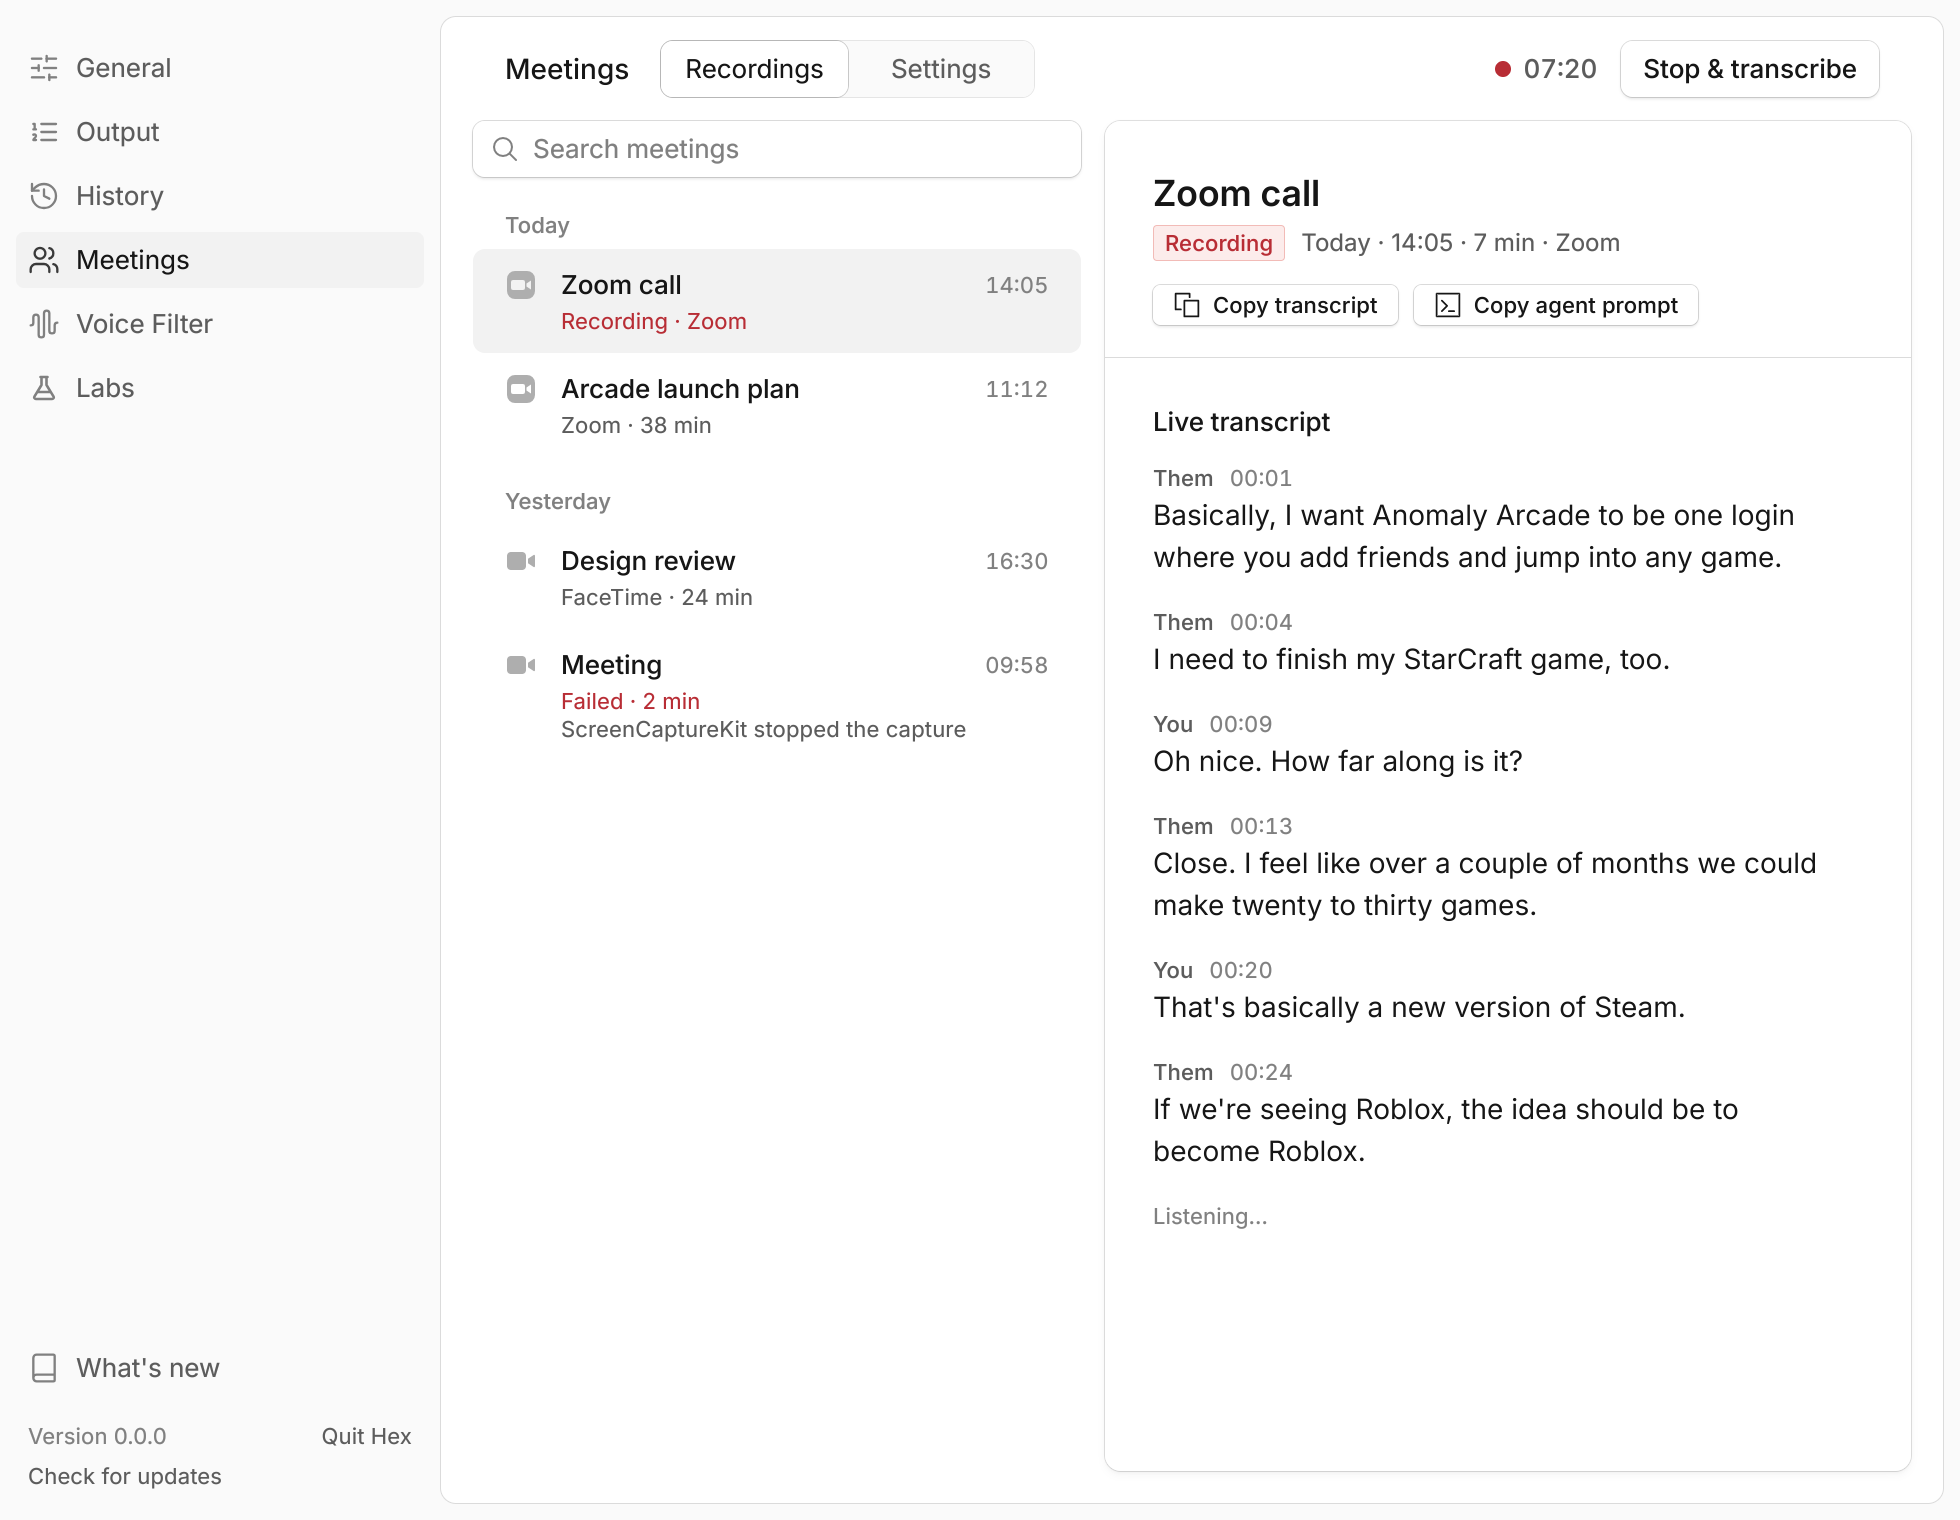 General
Output
History
Meetings
Voice Filter
Labs
What's new
Version 0.0.0
Quit Hex
Check for updates
Meetings
Recordings
Settings
07:20
Stop & transcribe
Search meetings
Today
Zoom call
14:05
Recording · Zoom
Arcade launch plan
11:12
Zoom · 38 min
Yesterday
Design review
16:30
FaceTime · 24 min
Meeting
09:58
Failed · 2 min
ScreenCaptureKit stopped the capture
Zoom call
Recording
Today · 14:05 · 7 min · Zoom
Copy transcript
Copy agent prompt
Live transcript
Them 00:01
Basically, I want Anomaly Arcade to be one login
where you add friends and jump into any game.
Them 00:04
I need to finish my StarCraft game, too.
You 00:09
Oh nice. How far along is it?
Them 00:13
Close. I feel like over a couple of months we could
make twenty to thirty games.
You 00:20
That's basically a new version of Steam.
Them 00:24
If we're seeing Roblox, the idea should be to
become Roblox.
Listening...